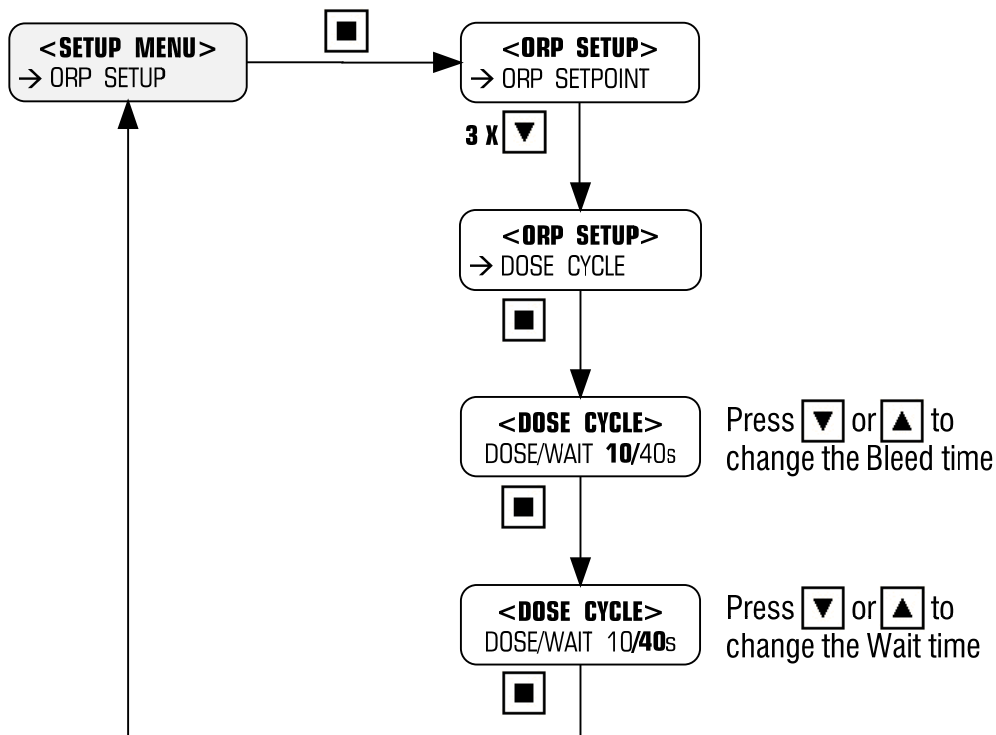 <SETUP MENU>
→ ORP SETUP
<ORP SETUP>
→ ORP SETPOINT
3 X ▼
<ORP SETUP>
→ DOSE CYCLE
<DOSE CYCLE>
DOSE/WAIT 10/40s
Press ▼ or ▲ to
change the Bleed time
<DOSE CYCLE>
DOSE/WAIT 10/40s
Press ▼ or ▲ to
change the Wait time